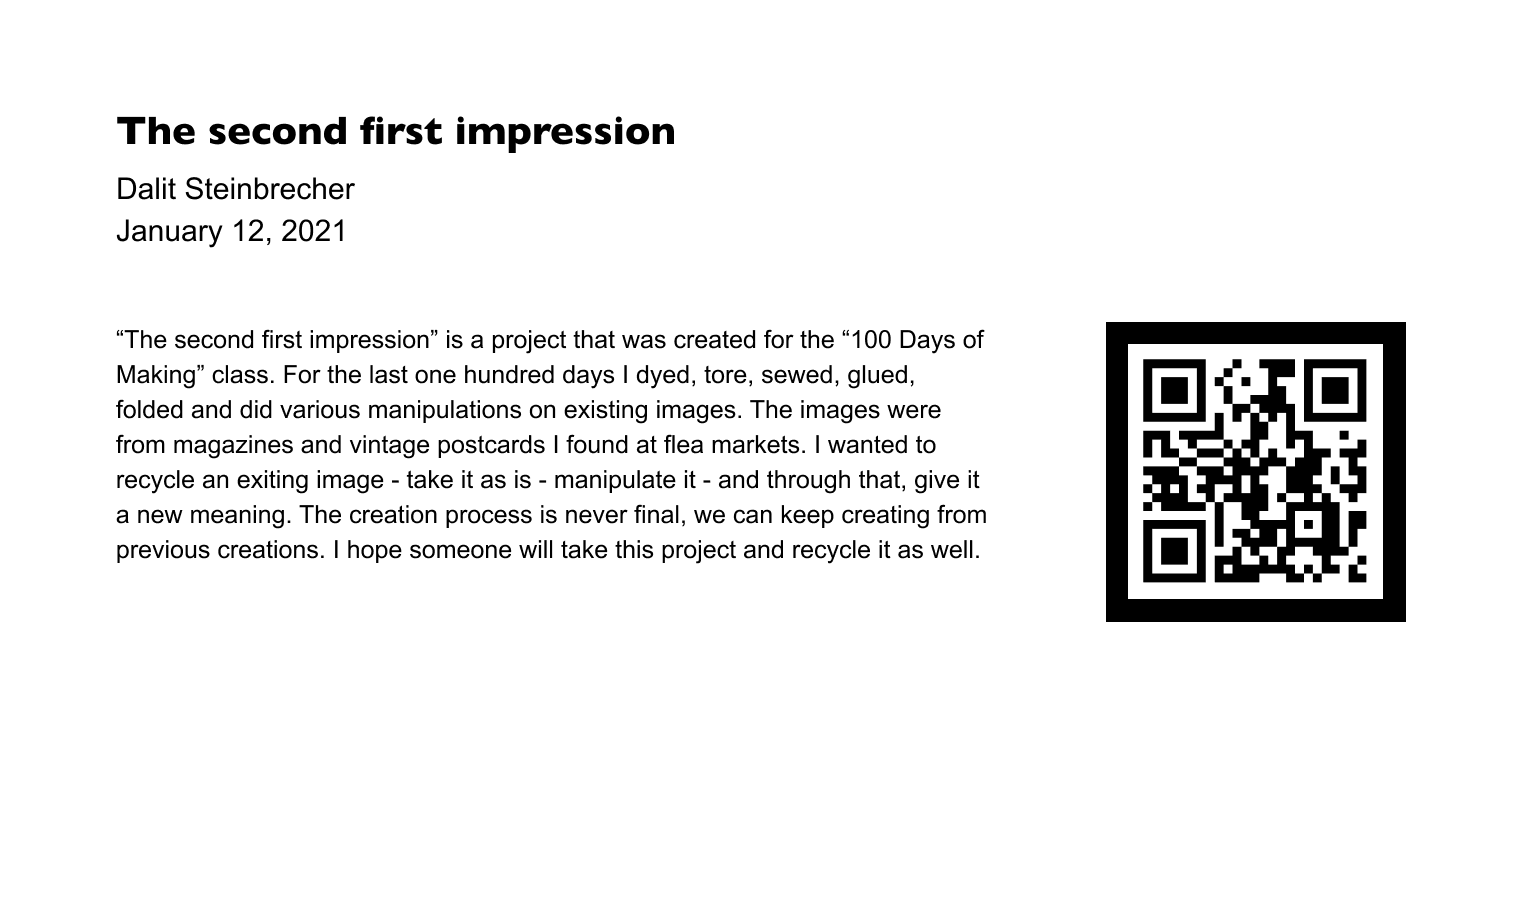 The second first impression
Dalit Steinbrecher
January 12, 2021
“The second first impression” is a project that was created for the “100 Days of
Making” class. For the last one hundred days I dyed, tore, sewed, glued,
folded and did various manipulations on existing images. The images were
from magazines and vintage postcards I found at flea markets. I wanted to
recycle an exiting image - take it as is - manipulate it - and through that, give it
a new meaning. The creation process is never final, we can keep creating from
previous creations. I hope someone will take this project and recycle it as well.